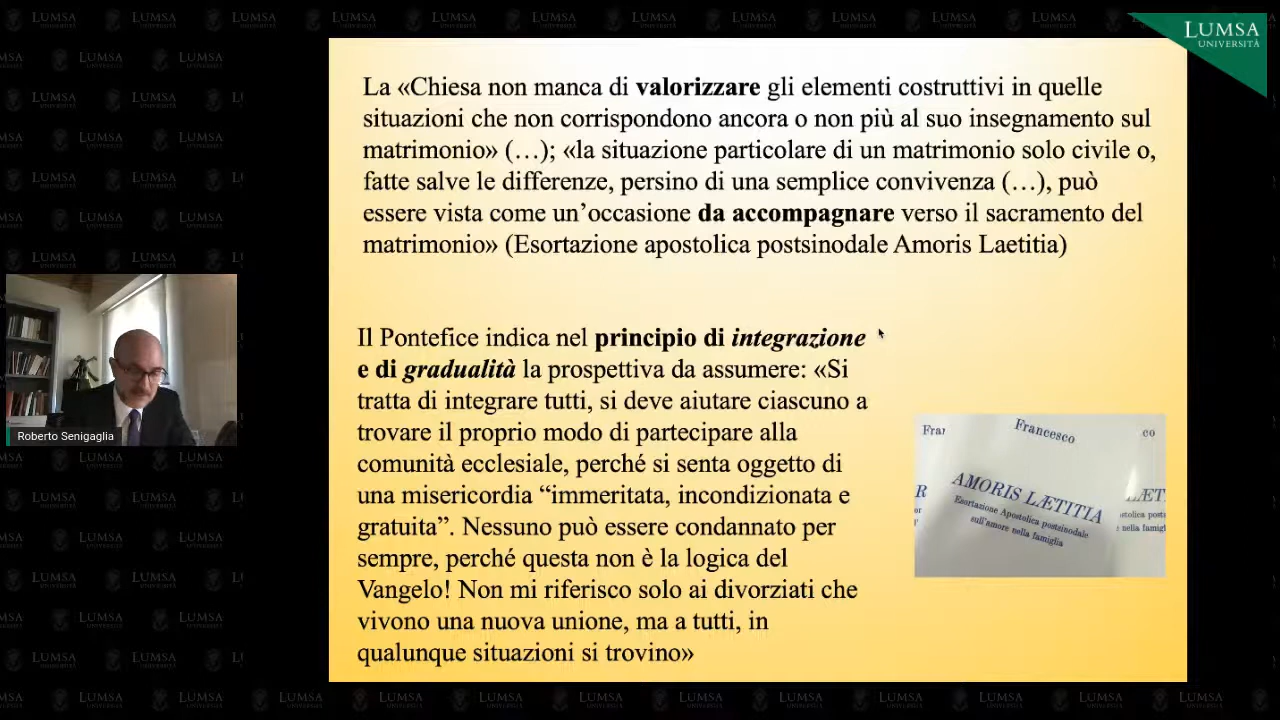 LUMSA
UNIVERSITÀ
La «Chiesa non manca di valorizzare gli elementi costruttivi in quelle
situazioni che non corrispondono ancora o non più al suo insegnamento sul
matrimonio» (…); «la situazione particolare di un matrimonio solo civile o,
fatte salve le differenze, persino di una semplice convivenza (…), può
essere vista come un’occasione da accompagnare verso il sacramento del
matrimonio» (Esortazione apostolica postsinodale Amoris Laetitia)
Il Pontefice indica nel principio di integrazione
e di gradualità la prospettiva da assumere: «Si
tratta di integrare tutti, si deve aiutare ciascuno a
trovare il proprio modo di partecipare alla
comunità ecclesiale, perché si senta oggetto di
una misericordia “immeritata, incondizionata e
gratuita”. Nessuno può essere condannato per
sempre, perché questa non è la logica del
Vangelo! Non mi riferisco solo ai divorziati che
vivono una nuova unione, ma a tutti, in
qualunque situazioni si trovino»
Roberto Senigaglia
Francesco
AMORIS LÆTITIA
Esortazione Apostolica postsinodale
sull'amore nella famiglia